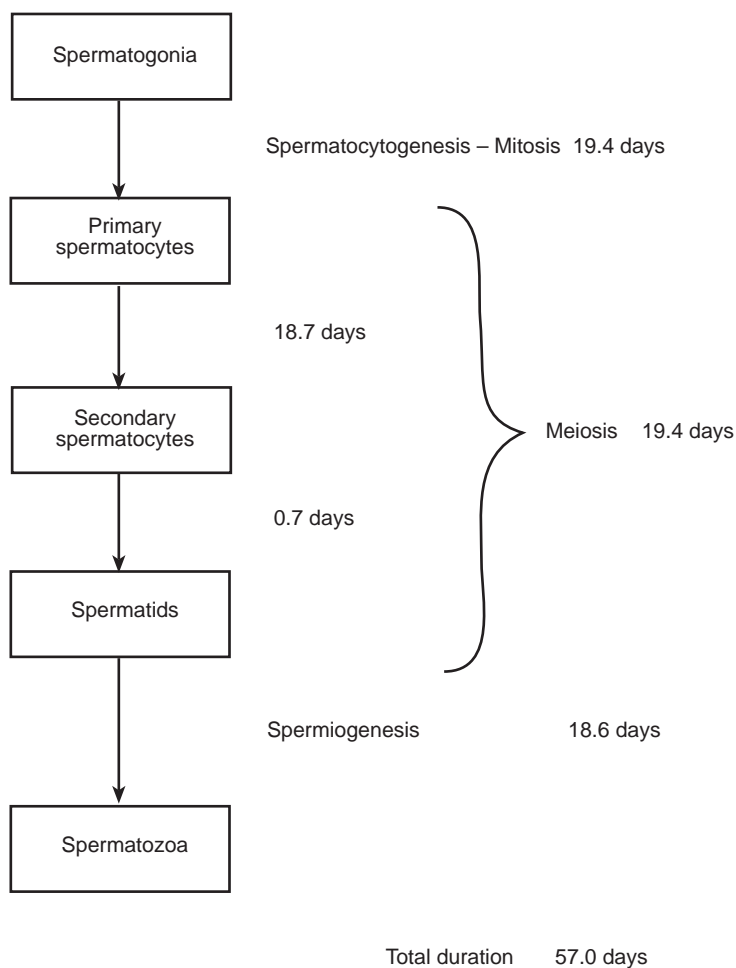 Spermatogonia
Spermatocytogenesis – Mitosis 19.4 days
Primary
spermatocytes
18.7 days
Secondary
spermatocytes
Meiosis 19.4 days
0.7 days
Spermatids
Spermiogenesis 18.6 days
Spermatozoa
Total duration 57.0 days